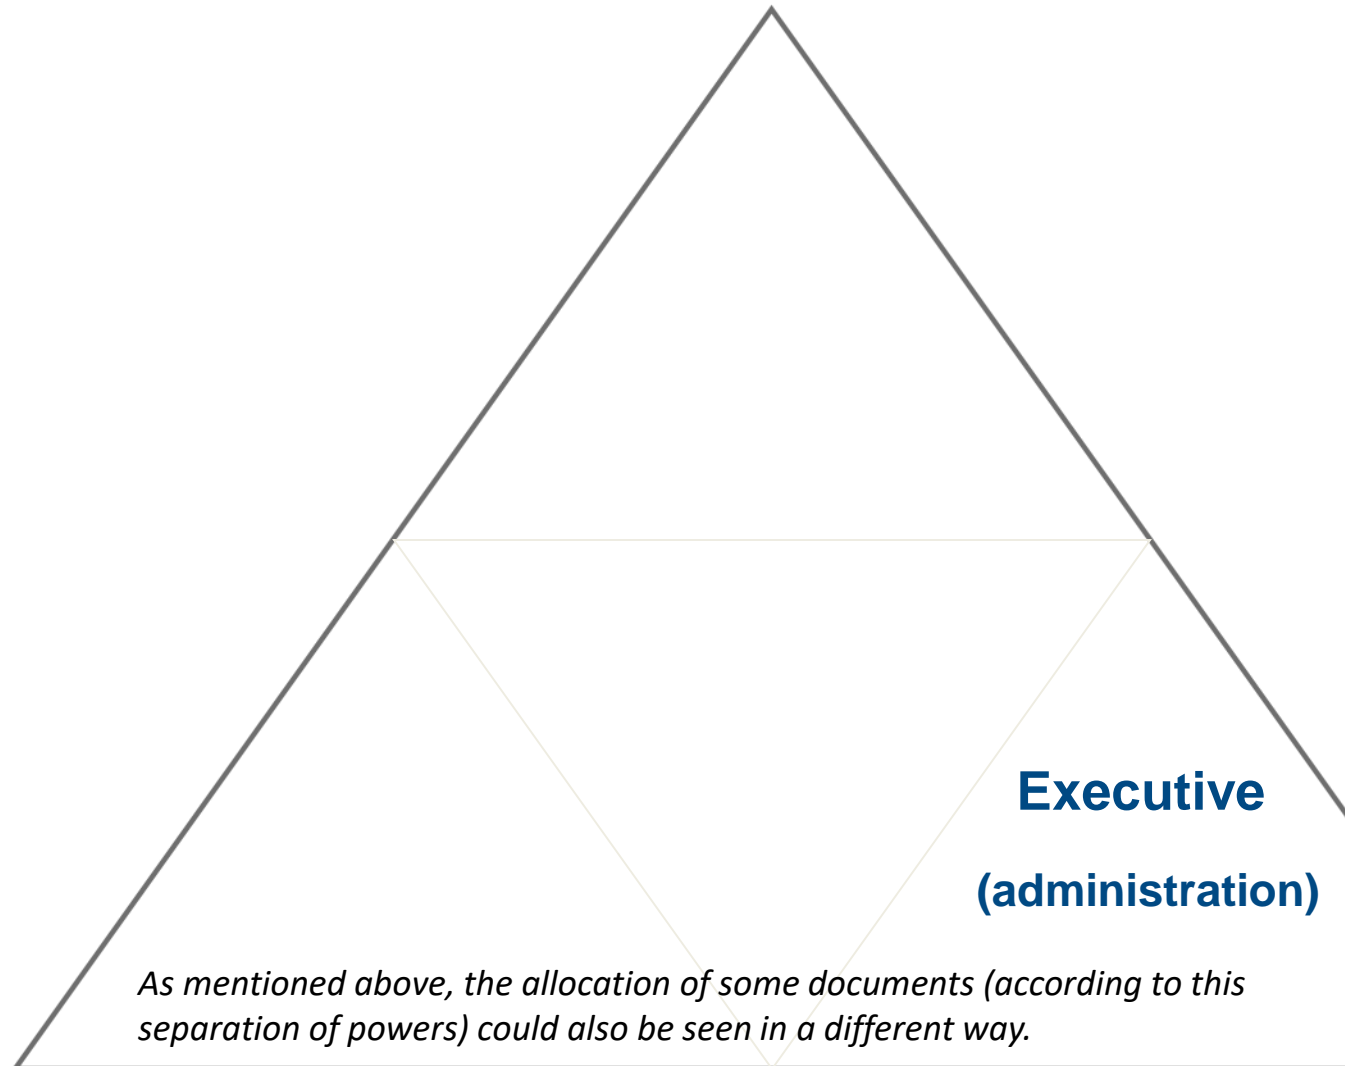 Executive
(administration)
As mentioned above, the allocation of some documents (according to this
separation of powers) could also be seen in a different way.